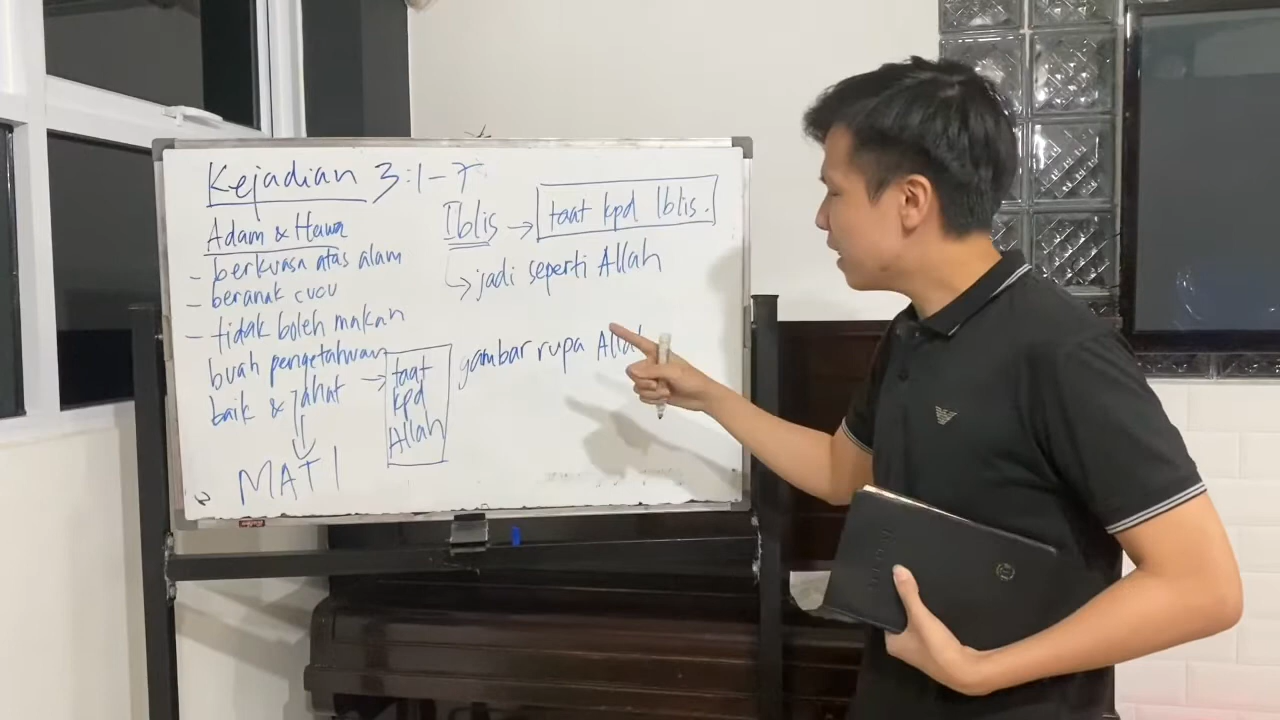 Kejadian 3:1-7
Adam & Hawa
- berkuasa atas alam
- beranak cucu
- tidak boleh makan
buah pengetahuan
baik & jahat → taat
kpd
Allah
MATI
Iblis → taat kpd Iblis.
↳ jadi seperti Allah
gambar rupa Allah